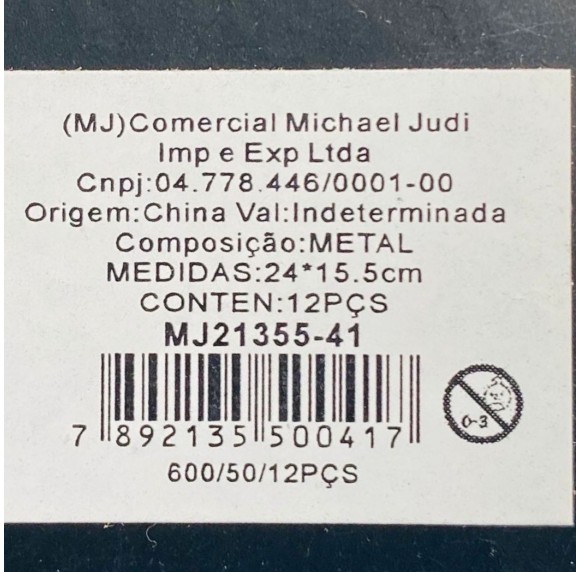 (MJ)Comercial Michael Judi
Imp e Exp Ltda
Cnpj:04.778.446/0001-00
Origem:China Val:Indeterminada
Composição:METAL
MEDIDAS:24*15.5cm
CONTEN:12PÇS
MJ21355-41
7 892135 500417
0-3
600/50/12PÇS